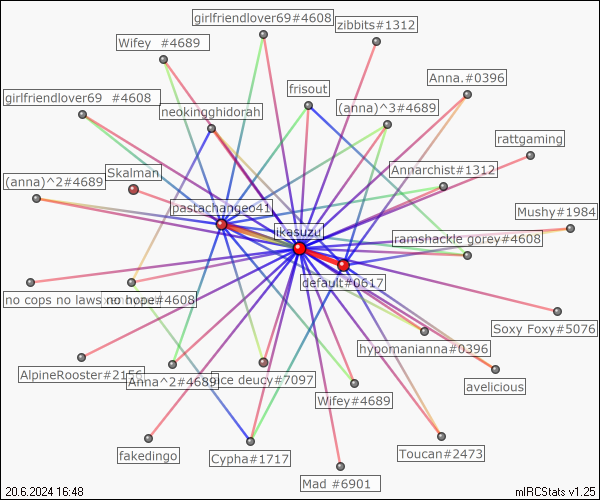 girlfriendlover69#4608
zibbits#1312
Wifey #4689
Anna.#0396
frisout
girlfriendlover69 #4608
neokingghidorah
(anna)^3#4689
rattgaming
Skalman
Annarchist#1312
(anna)^2#4689
pastachangeo41
Mushy#1984
ikasuzu
ramshackle gorey#4608
default#0617
no cops no laws no hope#4608
Soxy Foxy#5076
hypomanianna#0396
AlpineRooster#2156
Anna^2#4689
ice deucy#7097
avelicious
Wifey#4689
fakedingo
Cypha#1717
Toucan#2473
Mad #6901
20.6.2024 16:48
mIRCStats v1.25